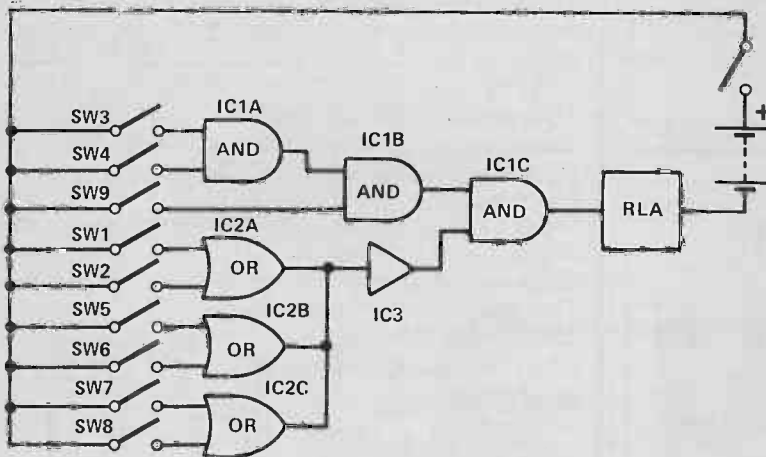 SW3
IC1A
AND
SW4
IC1B
AND
IC1C
AND
RLA
+
SW9
SW1
IC2A
OR
SW2
IC3
SW5
IC2B
OR
SW6
SW7
IC2C
OR
SW8